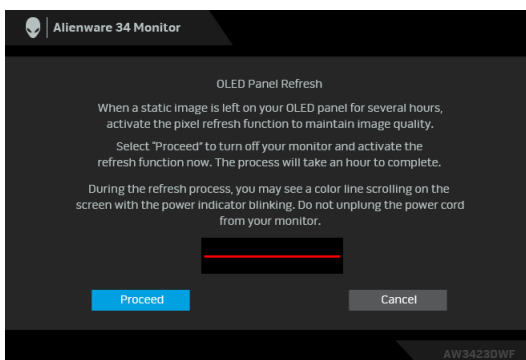 Alienware 34 Monitor
OLED Panel Refresh
When a static image is left on your OLED panel for several hours,
activate the pixel refresh function to maintain image quality.
Select "Proceed" to turn off your monitor and activate the
refresh function now. The process will take an hour to complete.
During the refresh process, you may see a color line scrolling on the
screen with the power indicator blinking. Do not unplung the power cord
from your monitor.
Proceed
Cancel
AW3423DWF